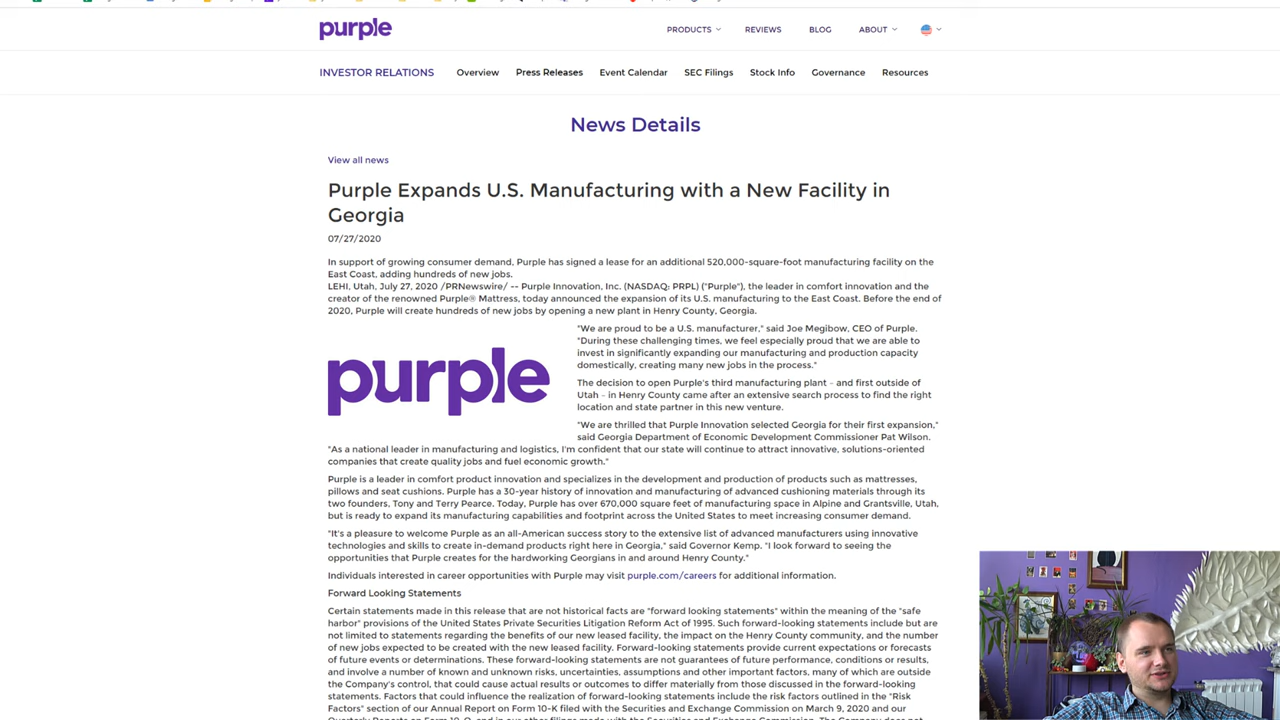 purple
PRODUCTS REVIEWS BLOG ABOUT
INVESTOR RELATIONS Overview Press Releases Event Calendar SEC Filings Stock Info Governance Resources
News Details
View all news
Purple Expands U.S. Manufacturing with a New Facility in
Georgia
07/27/2020
In support of growing consumer demand, Purple has signed a lease for an additional 520,000-square-foot manufacturing facility on the
East Coast, adding hundreds of new jobs.
LEHI, Utah, July 27, 2020 /PRNewswire/ -- Purple Innovation, Inc. (NASDAQ: PRPL) ("Purple"), the leader in comfort innovation and the
creator of the renowned Purple® Mattress, today announced the expansion of its U.S. manufacturing to the East Coast. Before the end of
2020, Purple will create hundreds of new jobs by opening a new plant in Henry County, Georgia.
"We are proud to be a U.S. manufacturer," said Joe Megibow, CEO of Purple.
"During these challenging times, we feel especially proud that we are able to
invest in significantly expanding our manufacturing and production capacity
domestically, creating many new jobs in the process."
purple
The decision to open Purple's third manufacturing plant – and first outside of
Utah – in Henry County came after an extensive search process to find the right
location and state partner in this new venture.
"We are thrilled that Purple Innovation selected Georgia for their first expansion,"
said Georgia Department of Economic Development Commissioner Pat Wilson.
"As a national leader in manufacturing and logistics, I'm confident that our state will continue to attract innovative, solutions-oriented
companies that create quality jobs and fuel economic growth."
Purple is a leader in comfort product innovation and specializes in the development and production of products such as mattresses,
pillows and seat cushions. Purple has a 30-year history of innovation and manufacturing of advanced cushioning materials through its
two founders, Tony and Terry Pearce. Today, Purple has over 670,000 square feet of manufacturing space in Alpine and Grantsville, Utah,
but is ready to expand its manufacturing capabilities and footprint across the United States to meet increasing consumer demand.
"It's a pleasure to welcome Purple as an all-American success story to the extensive list of advanced manufacturers using innovative
technologies and skills to create in-demand products right here in Georgia," said Governor Kemp. "I look forward to seeing the
opportunities that Purple creates for the hardworking Georgians in and around Henry County."
Individuals interested in career opportunities with Purple may visit purple.com/careers for additional information.
Forward Looking Statements
Certain statements made in this release that are not historical facts are "forward looking statements" within the meaning of the "safe
harbor" provisions of the United States Private Securities Litigation Reform Act of 1995. Such forward-looking statements include but are
not limited to statements regarding the benefits of our new leased facility, the impact on the Henry County community, and the number
of new jobs expected to be created with the new leased facility. Forward-looking statements provide current expectations or forecasts
of future events or determinations. These forward-looking statements are not guarantees of future performance, conditions or results,
and involve a number of known and unknown risks, uncertainties, assumptions and other important factors, many of which are outside
the Company's control, that could cause actual results or outcomes to differ materially from those discussed in the forward-looking
statements. Factors that could influence the realization of forward-looking statements include the risk factors outlined in the "Risk
Factors" section of our Annual Report on Form 10-K filed with the Securities and Exchange Commission on March 9, 2020 and our
Quarterly Reports on Form 10-Q, and in our other filings made with the Securities and Exchange Commission. The Company does not